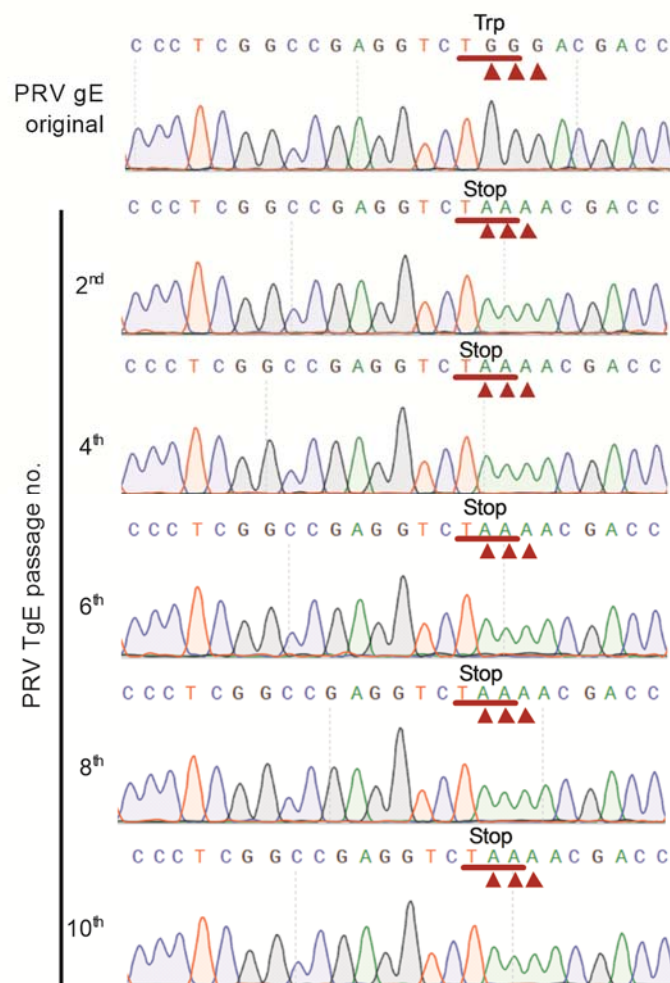 Trp
C C C T C G G C C G A G G T C T G G G A C G A C C
PRV gE
original
Stop
C C C T C G G C C G A G G T C T A A A A C G A C C
2nd
Stop
C C C T C G G C C G A G G T C T A A A A C G A C C
4th
Stop
C C C T C G G C C G A G G T C T A A A A C G A C C
6th
Stop
C C C T C G G C C G A G G T C T A A A A C G A C C
8th
Stop
C C C T C G G C C G A G G T C T A A A A C G A C C
10th
PRV TgE passage no.